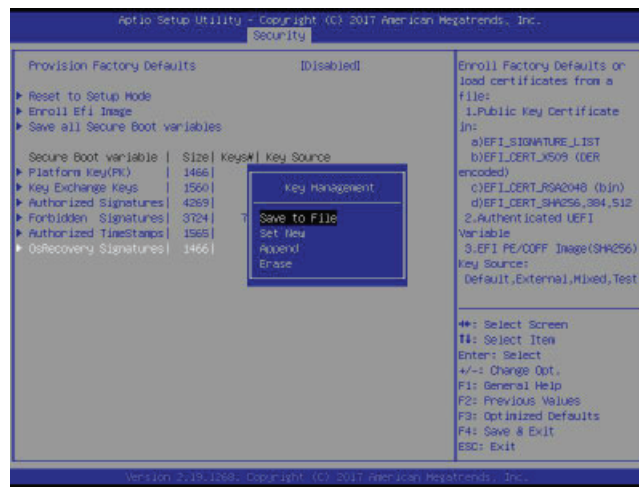 Aptio Setup Utility - Copyright (C) 2017 American Megatrends, Inc.
Security
Provision Factory Defaults [Disabled]
Reset to Setup Mode
Enroll Efi Image
Save all Secure Boot variables
Secure Boot variable | Size| Keys#| Key Source
Platform Key(PK) | 1466|
Key Exchange Keys | 1560|
Authorized Signatures| 4269|
Forbidden Signatures| 3724| 7
Authorized TimeStamps| 1565|
OsRecovery Signatures| 1466|
Key Management
Save to File
Set New
Append
Erase
Enroll Factory Defaults or
load certificates from a
file:
1.Public Key Certificate
in:
a)EFI_SIGNATURE_LIST
b)EFI_CERT_X509 (DER
encoded)
c)EFI_CERT_RSA2048 (bin)
d)EFI_CERT_SHA256,384,512
2.Authenticated UEFI
Variable
3.EFI PE/COFF Image(SHA256)
Key Source:
Default,External,Mixed,Test
→←: Select Screen
↑↓: Select Item
Enter: Select
+/-: Change Opt.
F1: General Help
F2: Previous Values
F3: Optimized Defaults
F4: Save & Exit
ESC: Exit
Version 2.19.1268. Copyright (C) 2017 American Megatrends, Inc.